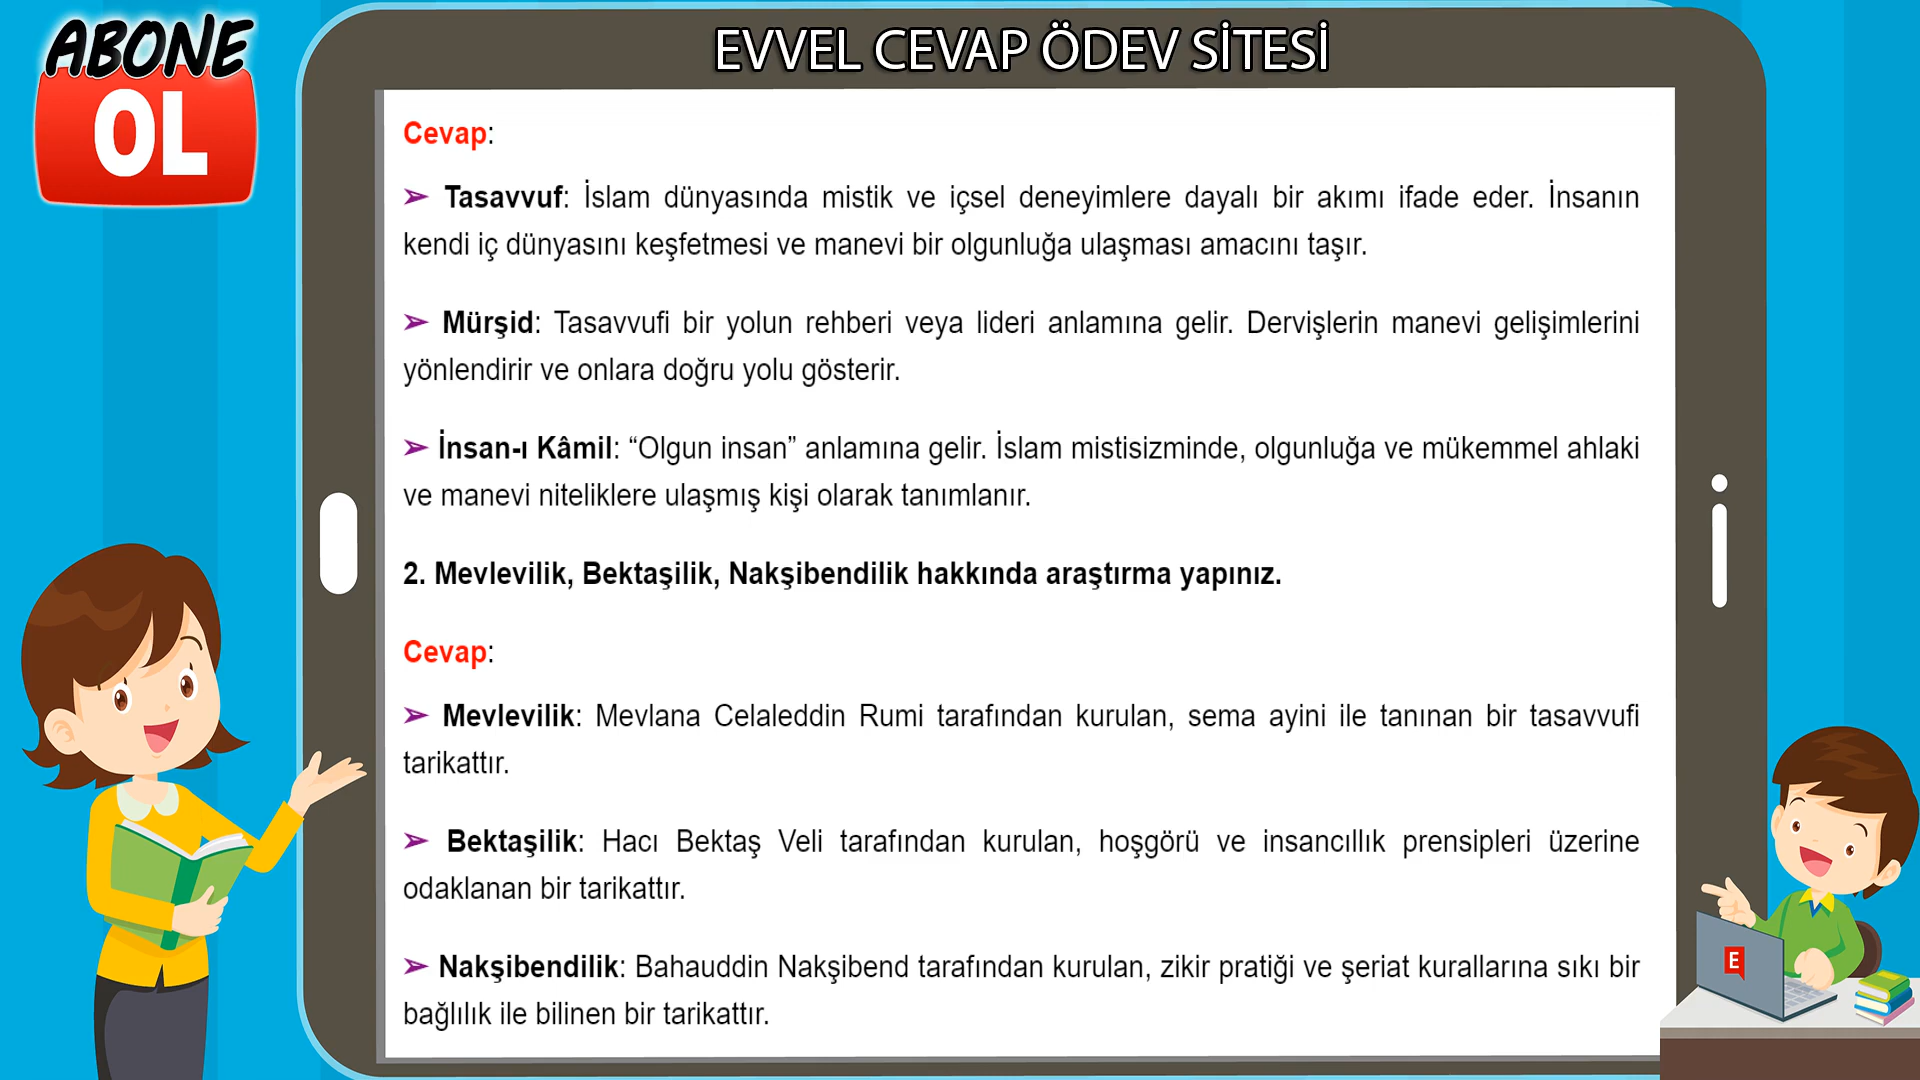 ABONE
OL
EVVEL CEVAP ÖDEV SİTESİ
Cevap:
➢ Tasavvuf: İslam dünyasında mistik ve içsel deneyimlere dayalı bir akımı ifade eder. İnsanın
kendi iç dünyasını keşfetmesi ve manevi bir olgunluğa ulaşması amacını taşır.
➢ Mürşid: Tasavvufi bir yolun rehberi veya lideri anlamına gelir. Dervişlerin manevi gelişimlerini
yönlendirir ve onlara doğru yolu gösterir.
➢ İnsan-ı Kâmil: “Olgun insan” anlamına gelir. İslam mistisizminde, olgunluğa ve mükemmel ahlaki
ve manevi niteliklere ulaşmış kişi olarak tanımlanır.
2. Mevlevilik, Bektaşilik, Nakşibendilik hakkında araştırma yapınız.
Cevap:
➢ Mevlevilik: Mevlana Celaleddin Rumi tarafından kurulan, sema ayini ile tanınan bir tasavvufi
tarikattır.
➢ Bektaşilik: Hacı Bektaş Veli tarafından kurulan, hoşgörü ve insancıllık prensipleri üzerine
odaklanan bir tarikattır.
➢ Nakşibendilik: Bahauddin Nakşibend tarafından kurulan, zikir pratiği ve şeriat kurallarına sıkı bir
bağlılık ile bilinen bir tarikattır.
E